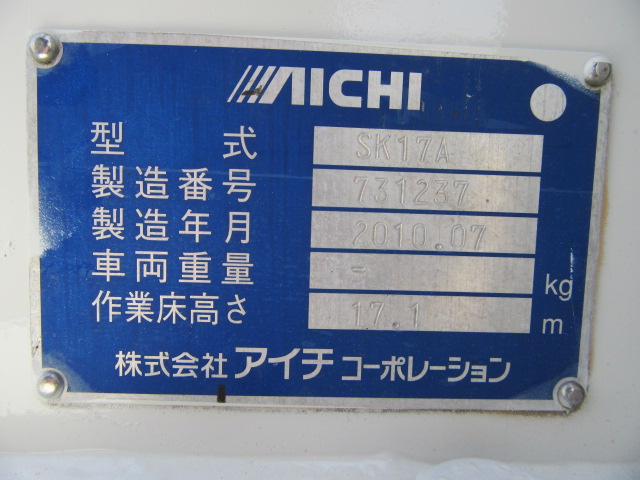 AICHI
型式 SK17A
製造番号 731237
製造年月 2010.07
車両重量 - kg
作業床高さ 17.1 m
株式会社アイチコーポレーション